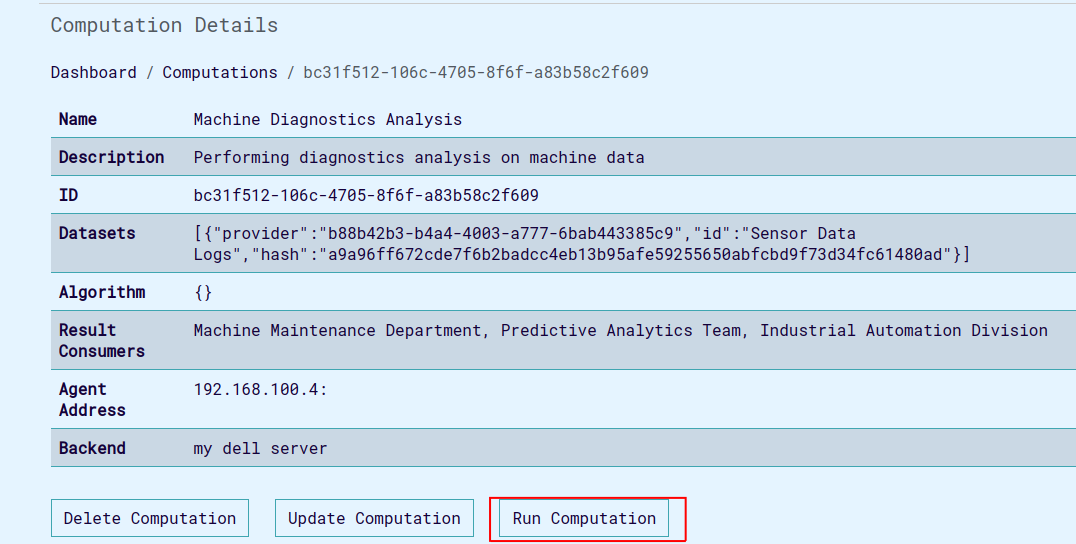 Computation Details
Dashboard / Computations / bc31f512-106c-4705-8f6f-a83b58c2f609
Name Machine Diagnostics Analysis
Description Performing diagnostics analysis on machine data
ID bc31f512-106c-4705-8f6f-a83b58c2f609
Datasets [{"provider":"b88b42b3-b4a4-4003-a777-6bab443385c9","id":"Sensor Data
Logs","hash":"a9a96ff672cde7f6b2badcc4eb13b95afe59255650abfcbd9f73d34fc61480ad"}]
Algorithm {}
Result Machine Maintenance Department, Predictive Analytics Team, Industrial Automation Division
Consumers
Agent 192.168.100.4:
Address
Backend my dell server
Delete Computation Update Computation Run Computation